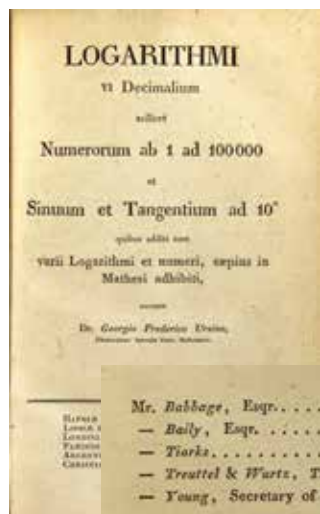 LOGARITHMI
VI Decimalium
scilicet
Numerorum ab 1 ad 100000
et
Sinuum et Tangentium ad 10"
quibus additi sunt
varii Logarithmi et numeri, sæpius in
Mathesi adhibiti,
auctore
Dr. Georgio Frederico Ursino,
Mr. Babbage, Esqr.....
— Baily, Esqr. ......
— Tiarks......
— Treuttel & Wurtz, T
— Young, Secretary of